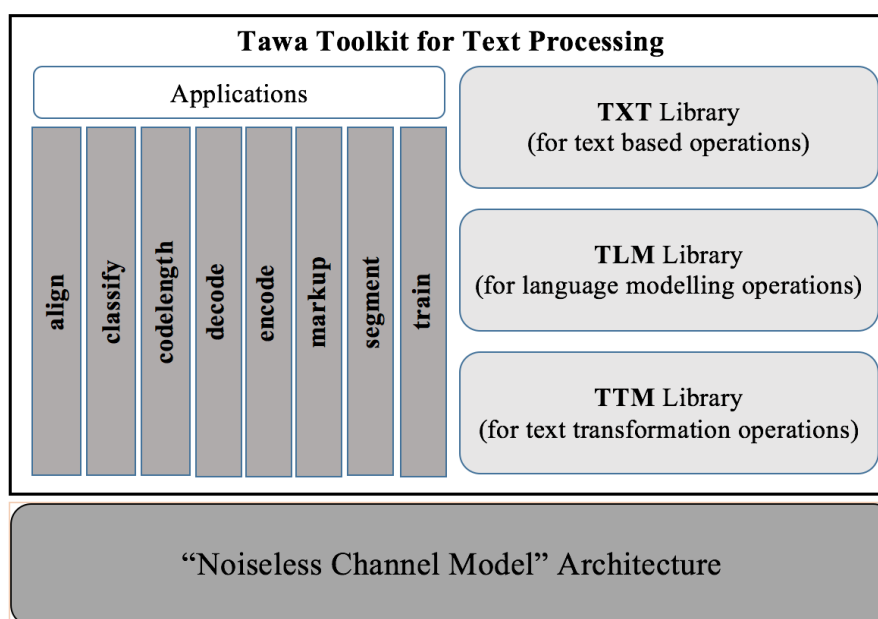 Tawa Toolkit for Text Processing
Applications
align
classify
codelength
decode
encode
markup
segment
train
TXT Library
(for text based operations)
TLM Library
(for language modelling operations)
TTM Library
(for text transformation operations)
“Noiseless Channel Model” Architecture